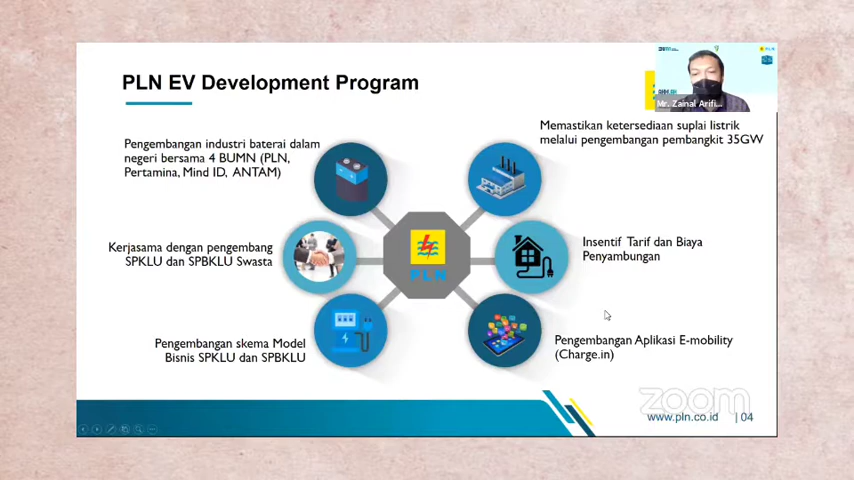 PLN EV Development Program
Mr. Zainal Arifi...
Pengembangan industri baterai dalam
negeri bersama 4 BUMN (PLN,
Pertamina, Mind ID, ANTAM)
Memastikan ketersediaan suplai listrik
melalui pengembangan pembangkit 35GW
Kerjasama dengan pengembang
SPKLU dan SPBKLU Swasta
PLN
Insentif Tarif dan Biaya
Penyambungan
Pengembangan skema Model
Bisnis SPKLU dan SPBKLU
Pengembangan Aplikasi E-mobility
(Charge.in)
zoom
www.pln.co.id | 04